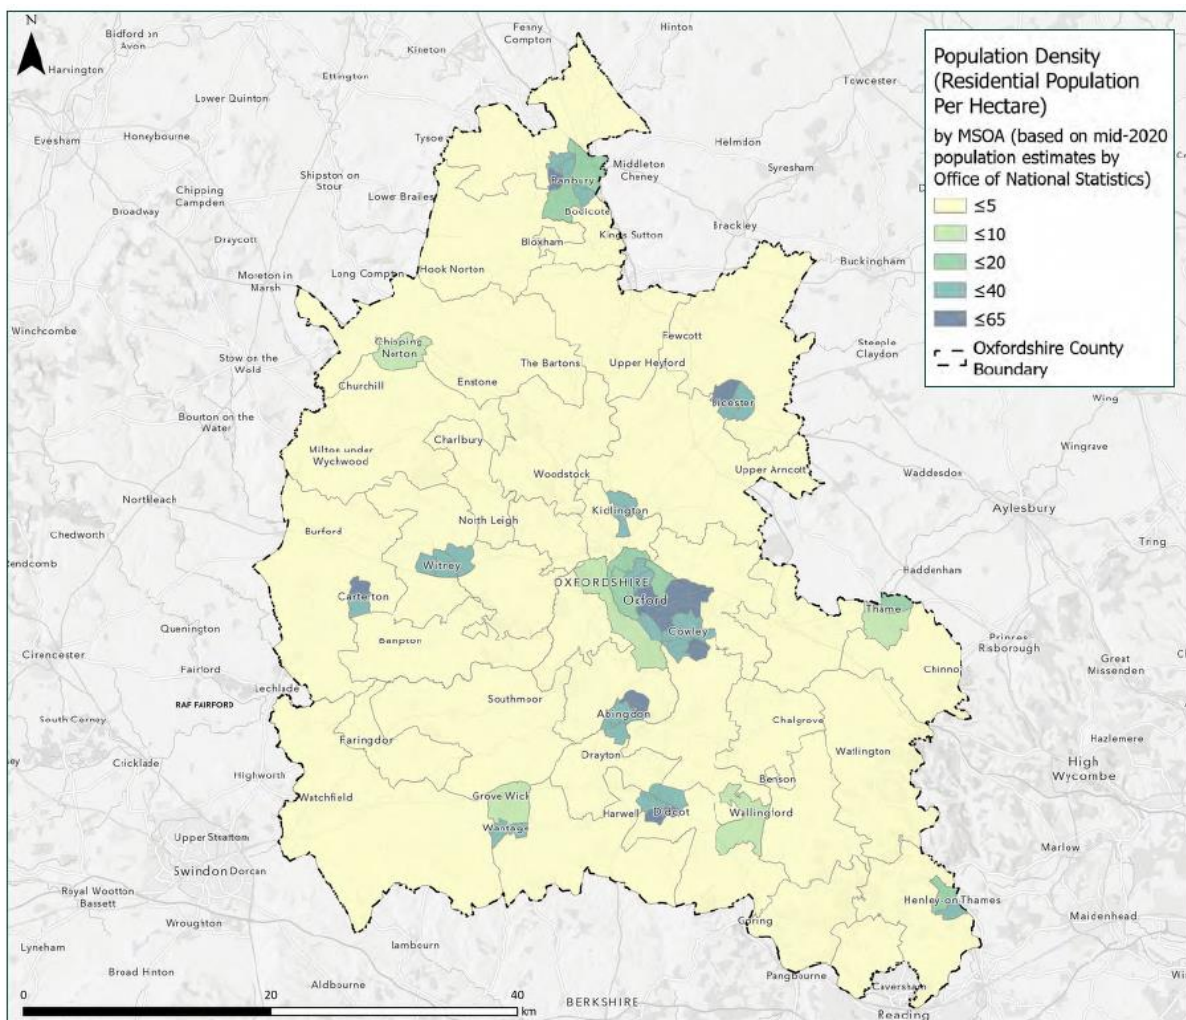 N
Population Density
(Residential Population
Per Hectare)
by MSOA (based on mid-2020
population estimates by
Office of National Statistics)
≤5
≤10
≤20
≤40
≤65
Oxfordshire County
Boundary
Bidford on
Avon
Harrington
Kineton
Fenny
Compton
Hinton
Ettington
Towcester
Lower Quinton
Evesham
Honeybourne
Tysoe
Helmdon
Middleton
Cheney
Syresham
Shipston on
Stour
Banbury
Chipping
Campden
Lower Brailes
Broadway
Bodicote
Brackley
Kings Sutton
Draycott
Bloxham
Buckingham
Moreton in
Marsh
Long Compton
Hook Norton
Winchcombe
Fewcott
Steeple
Claydon
Chipping
Norton
Stow on the
Wold
The Bartons
Upper Heyford
Churchill
Enstone
Wing
Bicester
Bourton on the
Water
Charlbury
Wingrave
Milton under
Wychwood
Woodstock
Upper Arncott
Waddesdon
Northleach
Aylesbury
Kidlington
North Leigh
Burford
Chedworth
Tring
Rendcomb
Witney
Haddenham
OXFORDSHIRE
Carterton
Oxford
Thame
Quenington
Cowley
Princes
Risborough
Bampton
Cirencester
Fairford
Great
Missenden
Chinno
Lechlade
RAF FAIRFORD
Southmoor
Abingdon
South Cerney
Chalgrove
Hazlemere
Faringdon
Drayton
Watlington
Cricklade
High
Wycombe
Highworth
Benson
Watchfield
Grove Wick
Harwell
Didcot
Wallingford
Wantage
Upper Stratton
Marlow
Swindon
Dorcan
Royal Wootton
Bassett
Henley on Thames
Maidenhead
Wroughton
Goring
Lyneham
Lambourn
Broad Hinton
Pangbourne
Aldbourne
Caversham
BERKSHIRE
Reading
0
20
40
km